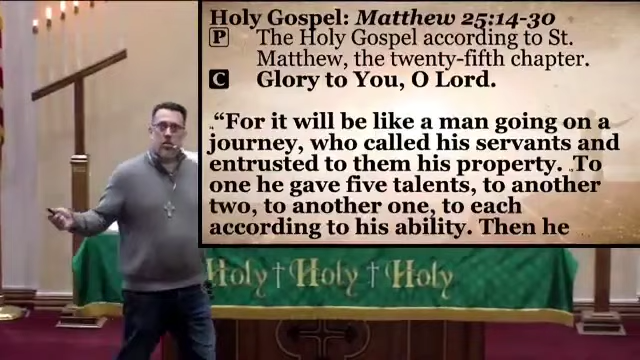 Holy Gospel: Matthew 25:14-30
P The Holy Gospel according to St.
Matthew, the twenty-fifth chapter.
C Glory to You, O Lord.
“For it will be like a man going on a
journey, who called his servants and
entrusted to them his property. To
one he gave five talents, to another
two, to another one, to each
according to his ability. Then he
Holy † Holy † Holy